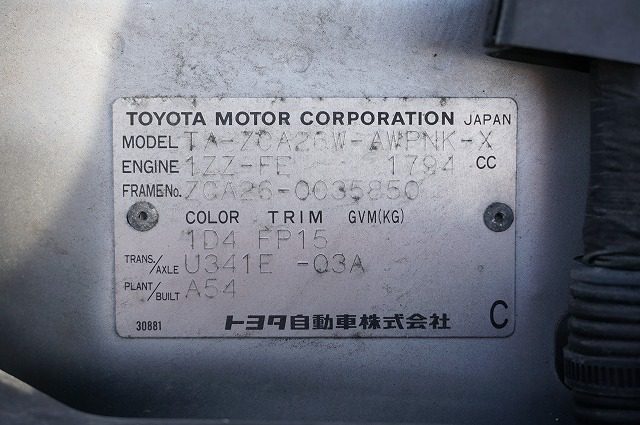 TOYOTA MOTOR CORPORATION JAPAN
MODEL TA-ZCA26W-AWPNK-X
ENGINE 1ZZ-FE 1794 CC
FRAME No. ZCA26-0035850
COLOR TRIM GVM(KG)
1D4 FP15
TRANS./AXLE U341E -03A
PLANT/BUILT A54
30881 トヨタ自動車株式会社 C